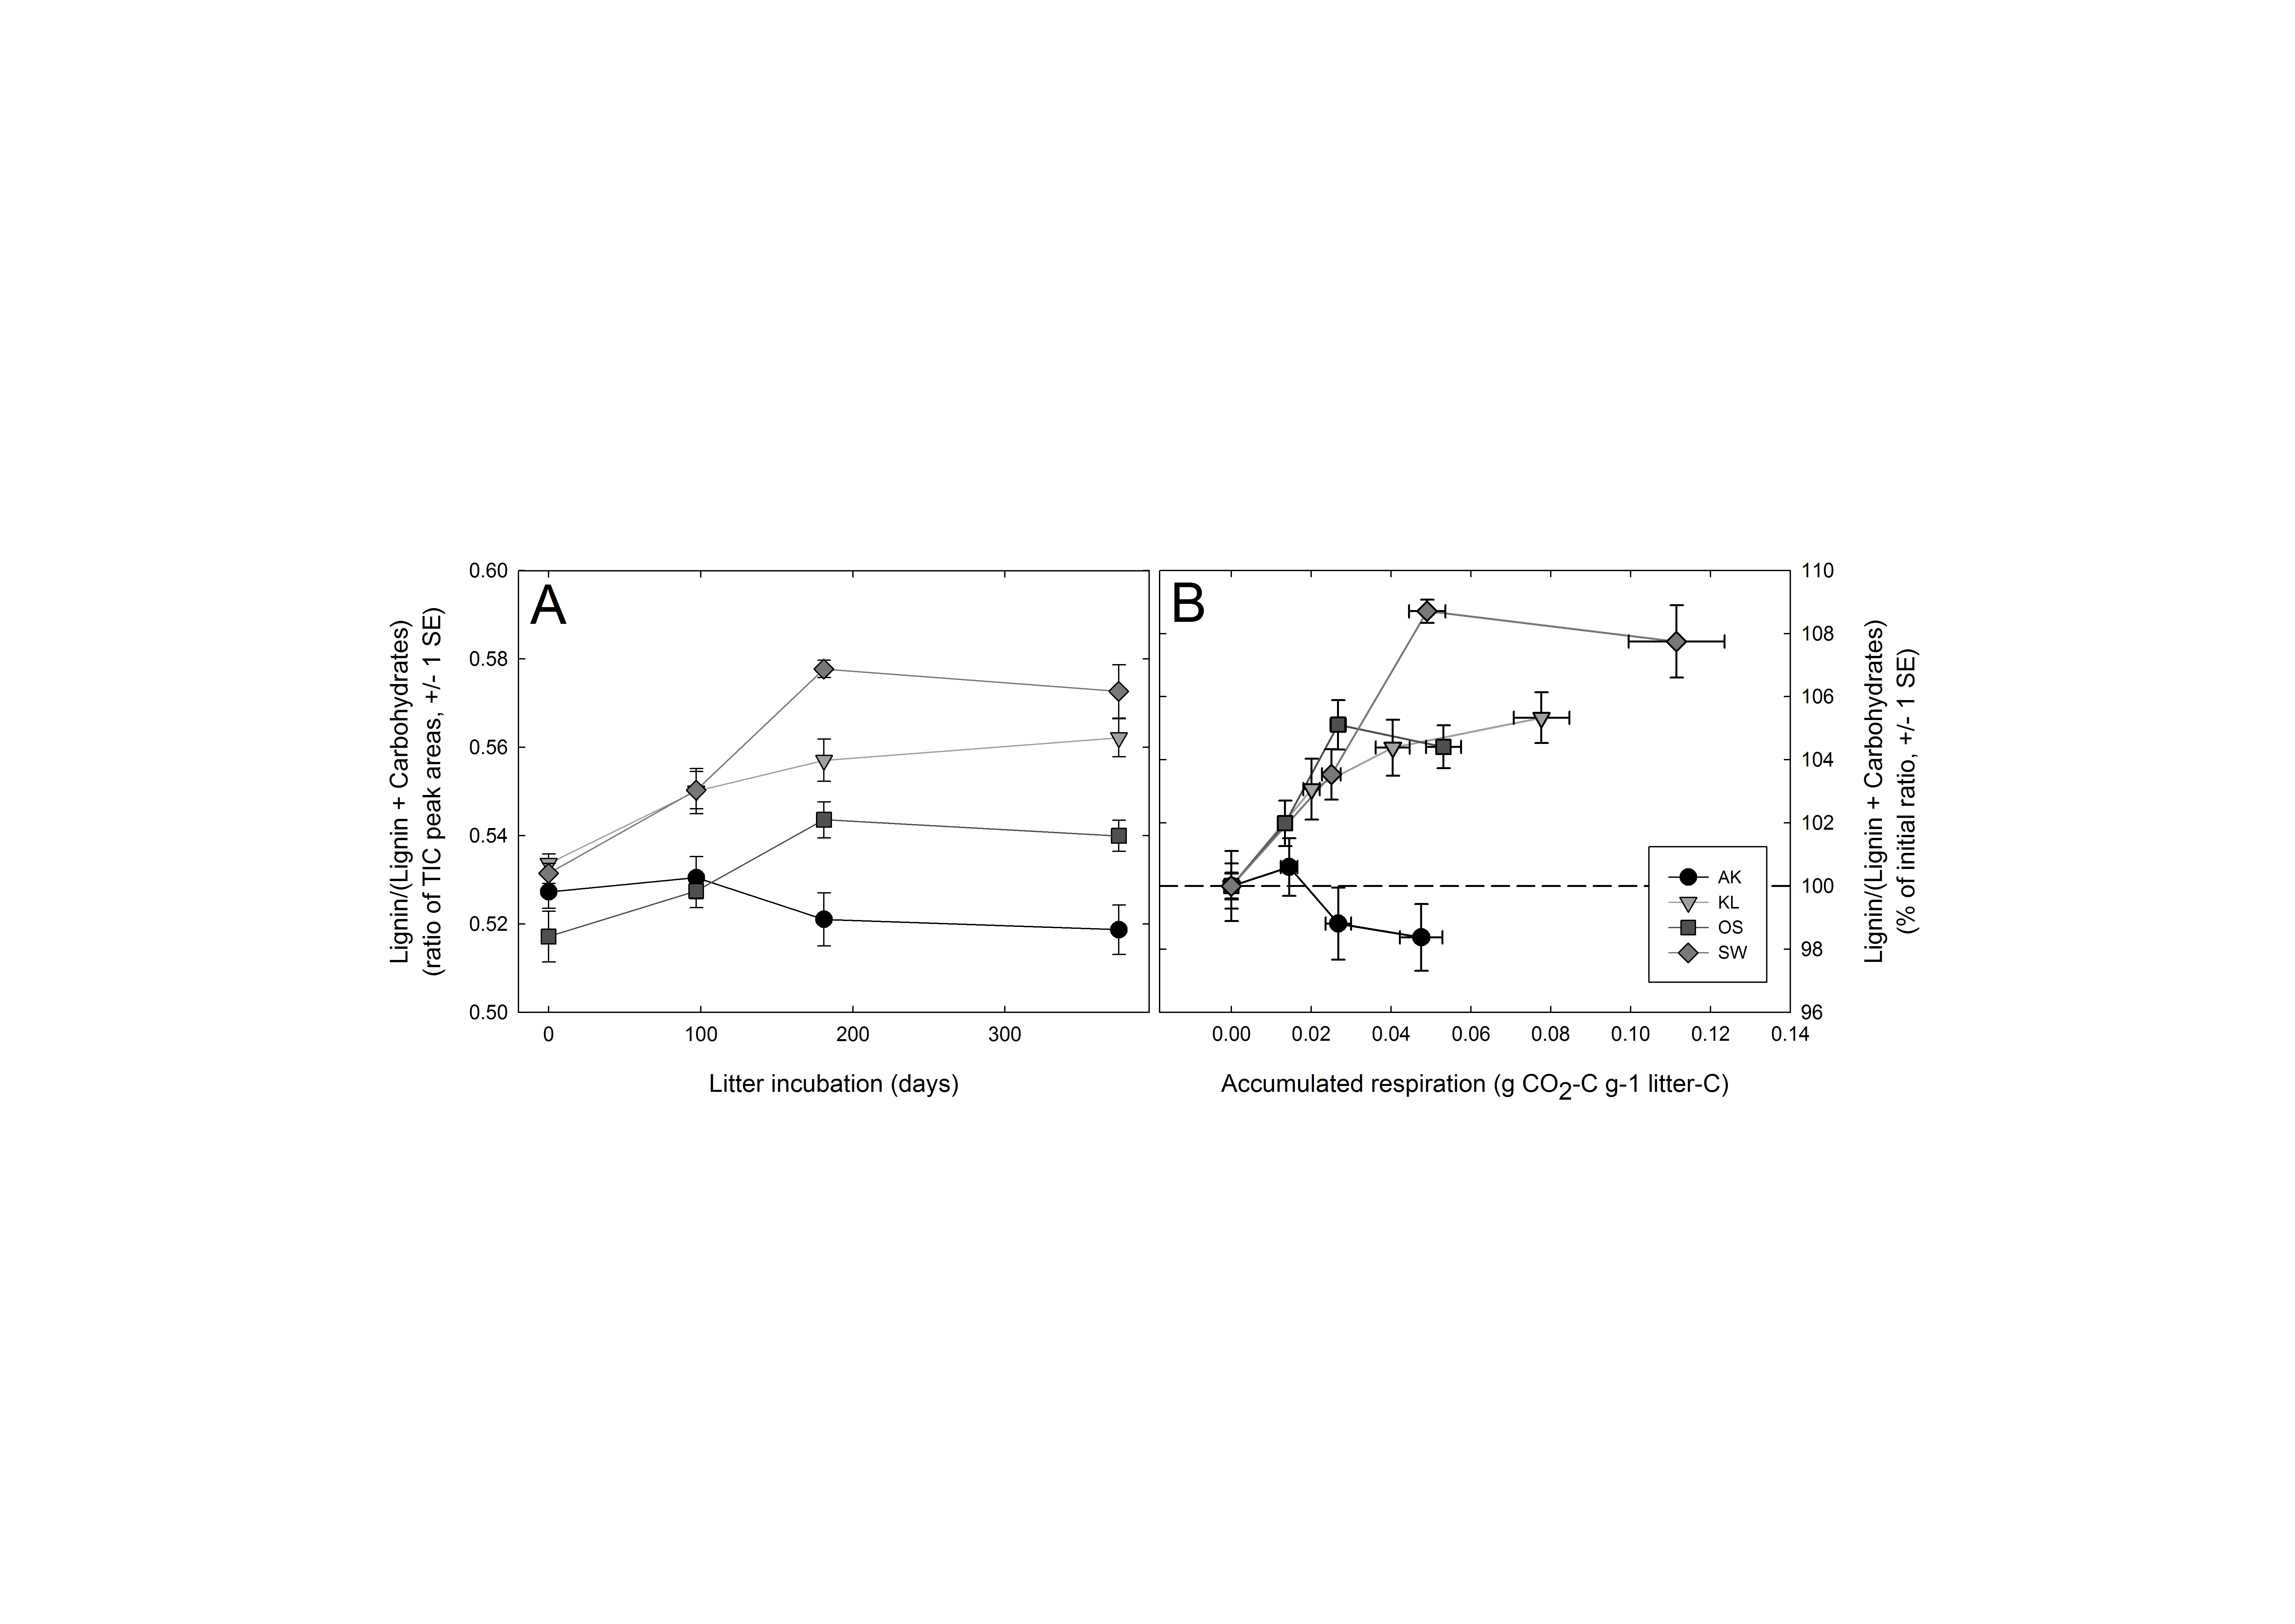 A
B
0.60
0.58
0.56
0.54
0.52
0.50
0
100
200
300
Litter incubation (days)
Lignin/(Lignin + Carbohydrates)
(ratio of TIC peak areas, +/- 1 SE)
110
108
106
104
102
100
98
96
0.00
0.02
0.04
0.06
0.08
0.10
0.12
0.14
Accumulated respiration (g CO2-C g-1 litter-C)
Lignin/(Lignin + Carbohydrates)
(% of initial ratio, +/- 1 SE)
AK
KL
OS
SW